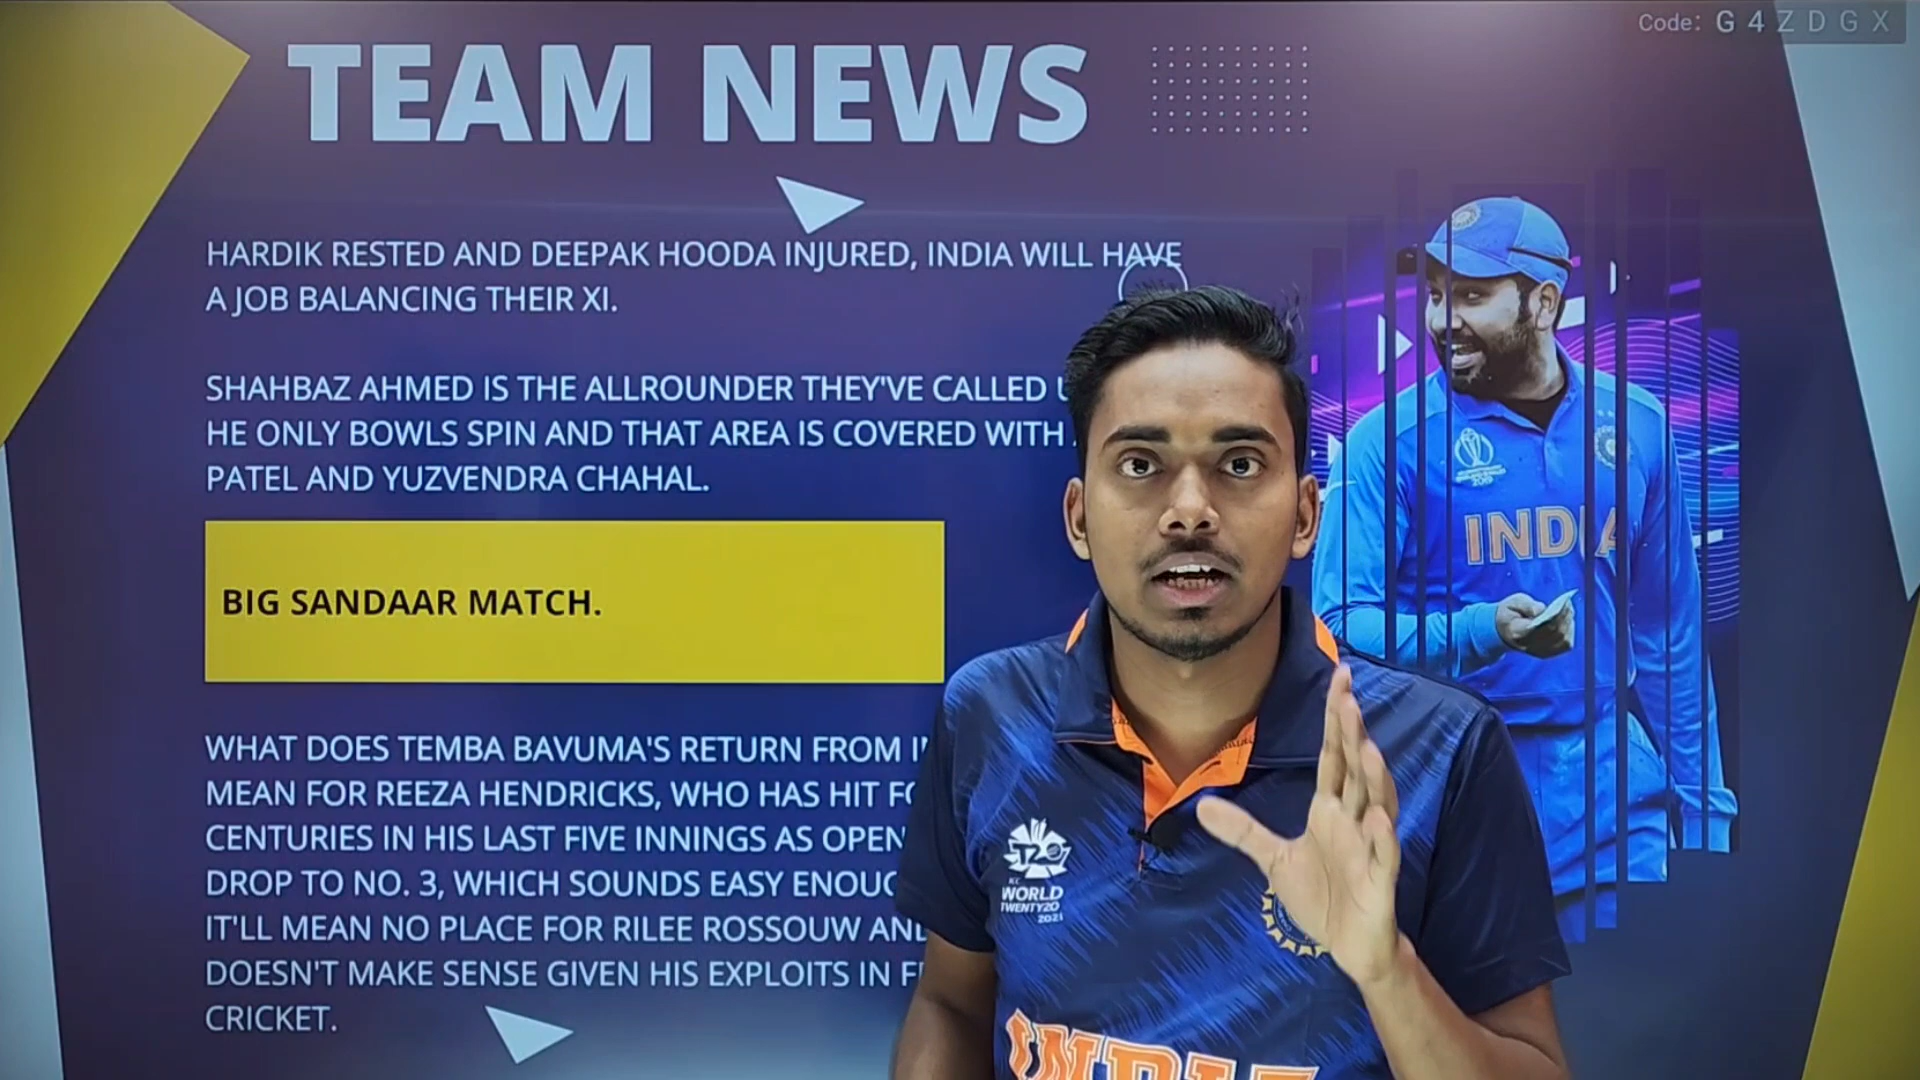 Code: G 4 Z D G X
TEAM NEWS
HARDIK RESTED AND DEEPAK HOODA INJURED, INDIA WILL HAVE
A JOB BALANCING THEIR XI.
SHAHBAZ AHMED IS THE ALLROUNDER THEY'VE CALLED
HE ONLY BOWLS SPIN AND THAT AREA IS COVERED WITH
PATEL AND YUZVENDRA CHAHAL.
BIG SANDAAR MATCH.
WHAT DOES TEMBA BAVUMA'S RETURN FROM
MEAN FOR REEZA HENDRICKS, WHO HAS HIT
CENTURIES IN HIS LAST FIVE INNINGS AS
DROP TO NO. 3, WHICH SOUNDS EASY
IT'LL MEAN NO PLACE FOR RILEE ROSSOUW
DOESN'T MAKE SENSE GIVEN HIS EXPLOITS IN
CRICKET.
INDIA
2019
T20
ICC
WORLD
TWENTY20
2021